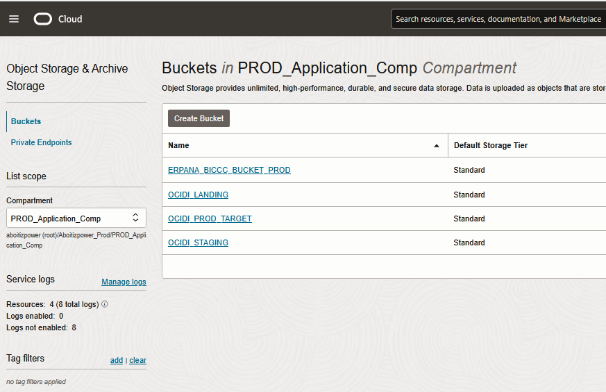 Cloud
Search resources, services, documentation, and Marketplace
Object Storage & Archive
Storage
Buckets
Private Endpoints
List scope
Compartment
PROD_Application_Comp
aboitizpower (root)/Aboitizpower_Prod/PROD_Appli
cation_Comp
Service logs
Manage logs
Resources: 4 (8 total logs)
Logs enabled: 0
Logs not enabled: 8
Tag filters
add | clear
no tag filters applied
Buckets in PROD_Application_Comp Compartment
Object Storage provides unlimited, high-performance, durable, and secure data storage. Data is uploaded as objects that are stor
Create Bucket
Name Default Storage Tier
ERPANA_BICCC_BUCKET_PROD Standard
OCIDI_LANDING Standard
OCIDI_PROD_TARGET Standard
OCIDI_STAGING Standard